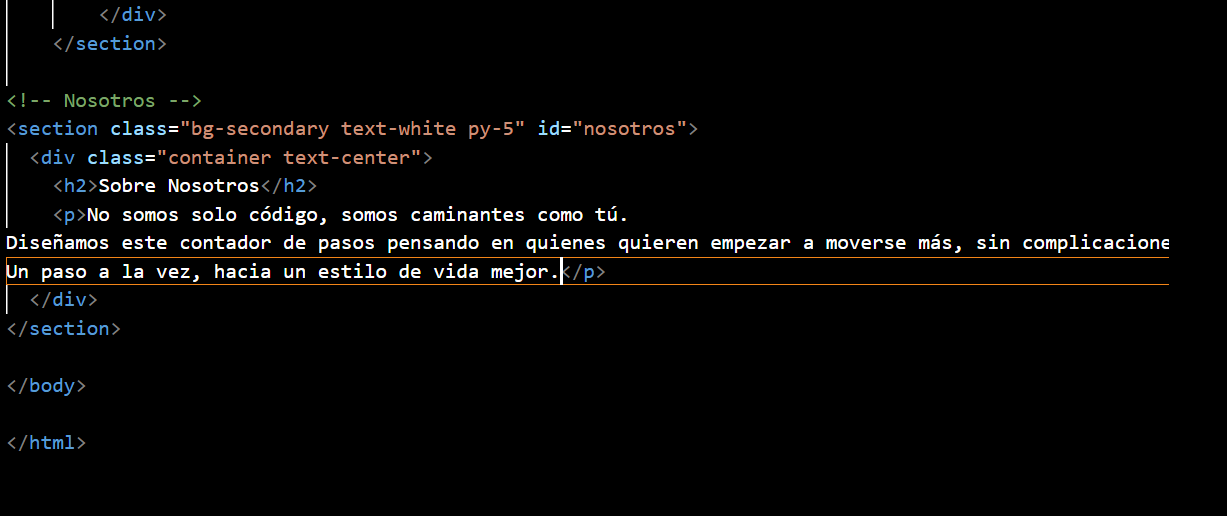 </div>
</section>
<!-- Nosotros -->
<section class="bg-secondary text-white py-5" id="nosotros">
<div class="container text-center">
<h2>Sobre Nosotros</h2>
<p>No somos solo código, somos caminantes como tú.
Diseñamos este contador de pasos pensando en quienes quieren empezar a moverse más, sin complicacione
Un paso a la vez, hacia un estilo de vida mejor.</p>
</div>
</section>
</body>
</html>